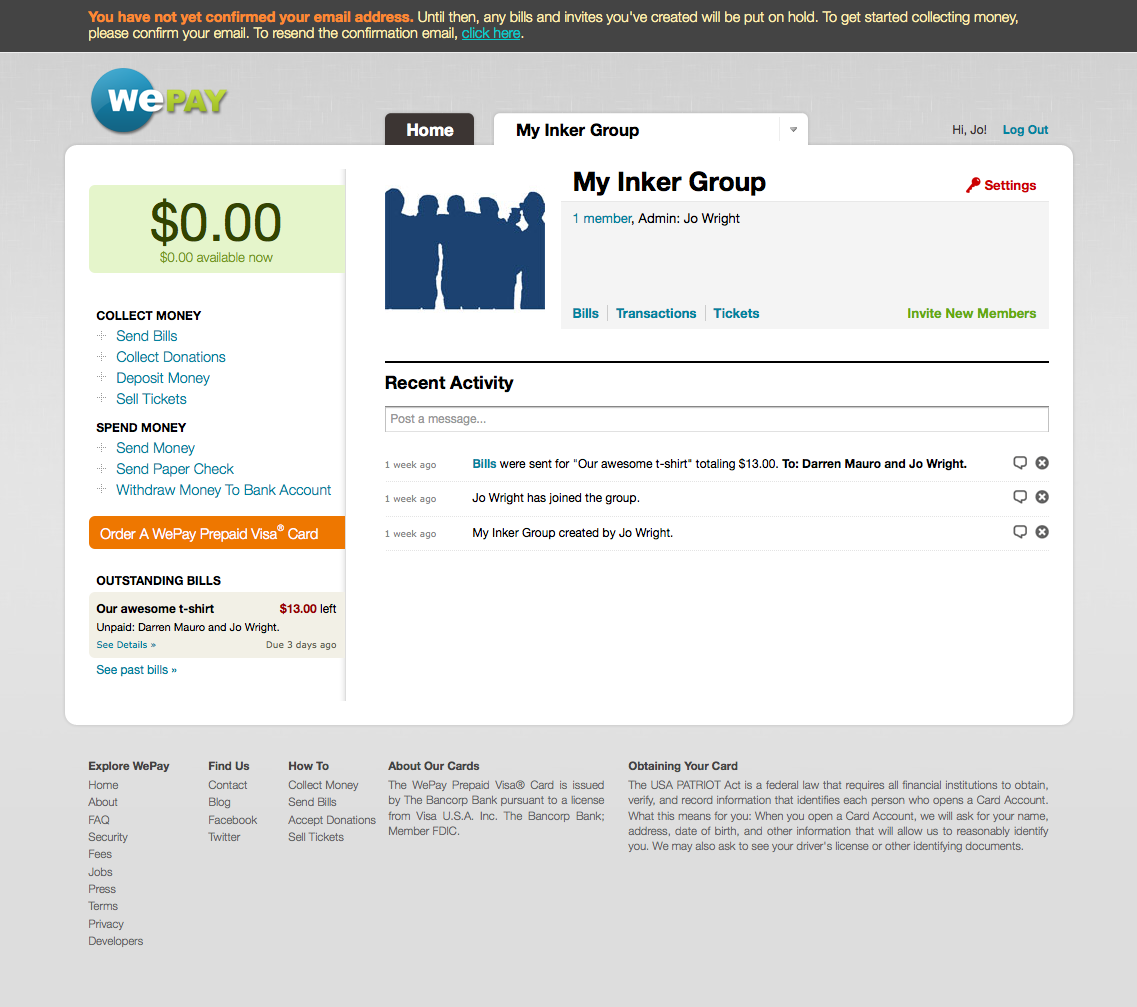 You have not yet confirmed your email address. Until then, any bills and invites you've created will be put on hold. To get started collecting money,
please confirm your email. To resend the confirmation email, click here.
wePAY
Home
My Inker Group
Hi, Jo!
Log Out
$0.00
$0.00 available now
COLLECT MONEY
Send Bills
Collect Donations
Deposit Money
Sell Tickets
SPEND MONEY
Send Money
Send Paper Check
Withdraw Money To Bank Account
Order A WePay Prepaid Visa® Card
OUTSTANDING BILLS
Our awesome t-shirt $13.00 left
Unpaid: Darren Mauro and Jo Wright.
See Details » Due 3 days ago
See past bills »
My Inker Group
Settings
1 member, Admin: Jo Wright
Bills
Transactions
Tickets
Invite New Members
Recent Activity
Post a message...
1 week ago Bills were sent for "Our awesome t-shirt" totaling $13.00. To: Darren Mauro and Jo Wright.
1 week ago Jo Wright has joined the group.
1 week ago My Inker Group created by Jo Wright.
Explore WePay
Home
About
FAQ
Security
Fees
Jobs
Press
Terms
Privacy
Developers
Find Us
Contact
Blog
Facebook
Twitter
How To
Collect Money
Send Bills
Accept Donations
Sell Tickets
About Our Cards
The WePay Prepaid Visa® Card is issued
by The Bancorp Bank pursuant to a license
from Visa U.S.A. Inc. The Bancorp Bank;
Member FDIC.
Obtaining Your Card
The USA PATRIOT Act is a federal law that requires all financial institutions to obtain,
verify, and record information that identifies each person who opens a Card Account.
What this means for you: When you open a Card Account, we will ask for your name,
address, date of birth, and other information that will allow us to reasonably identify
you. We may also ask to see your driver's license or other identifying documents.